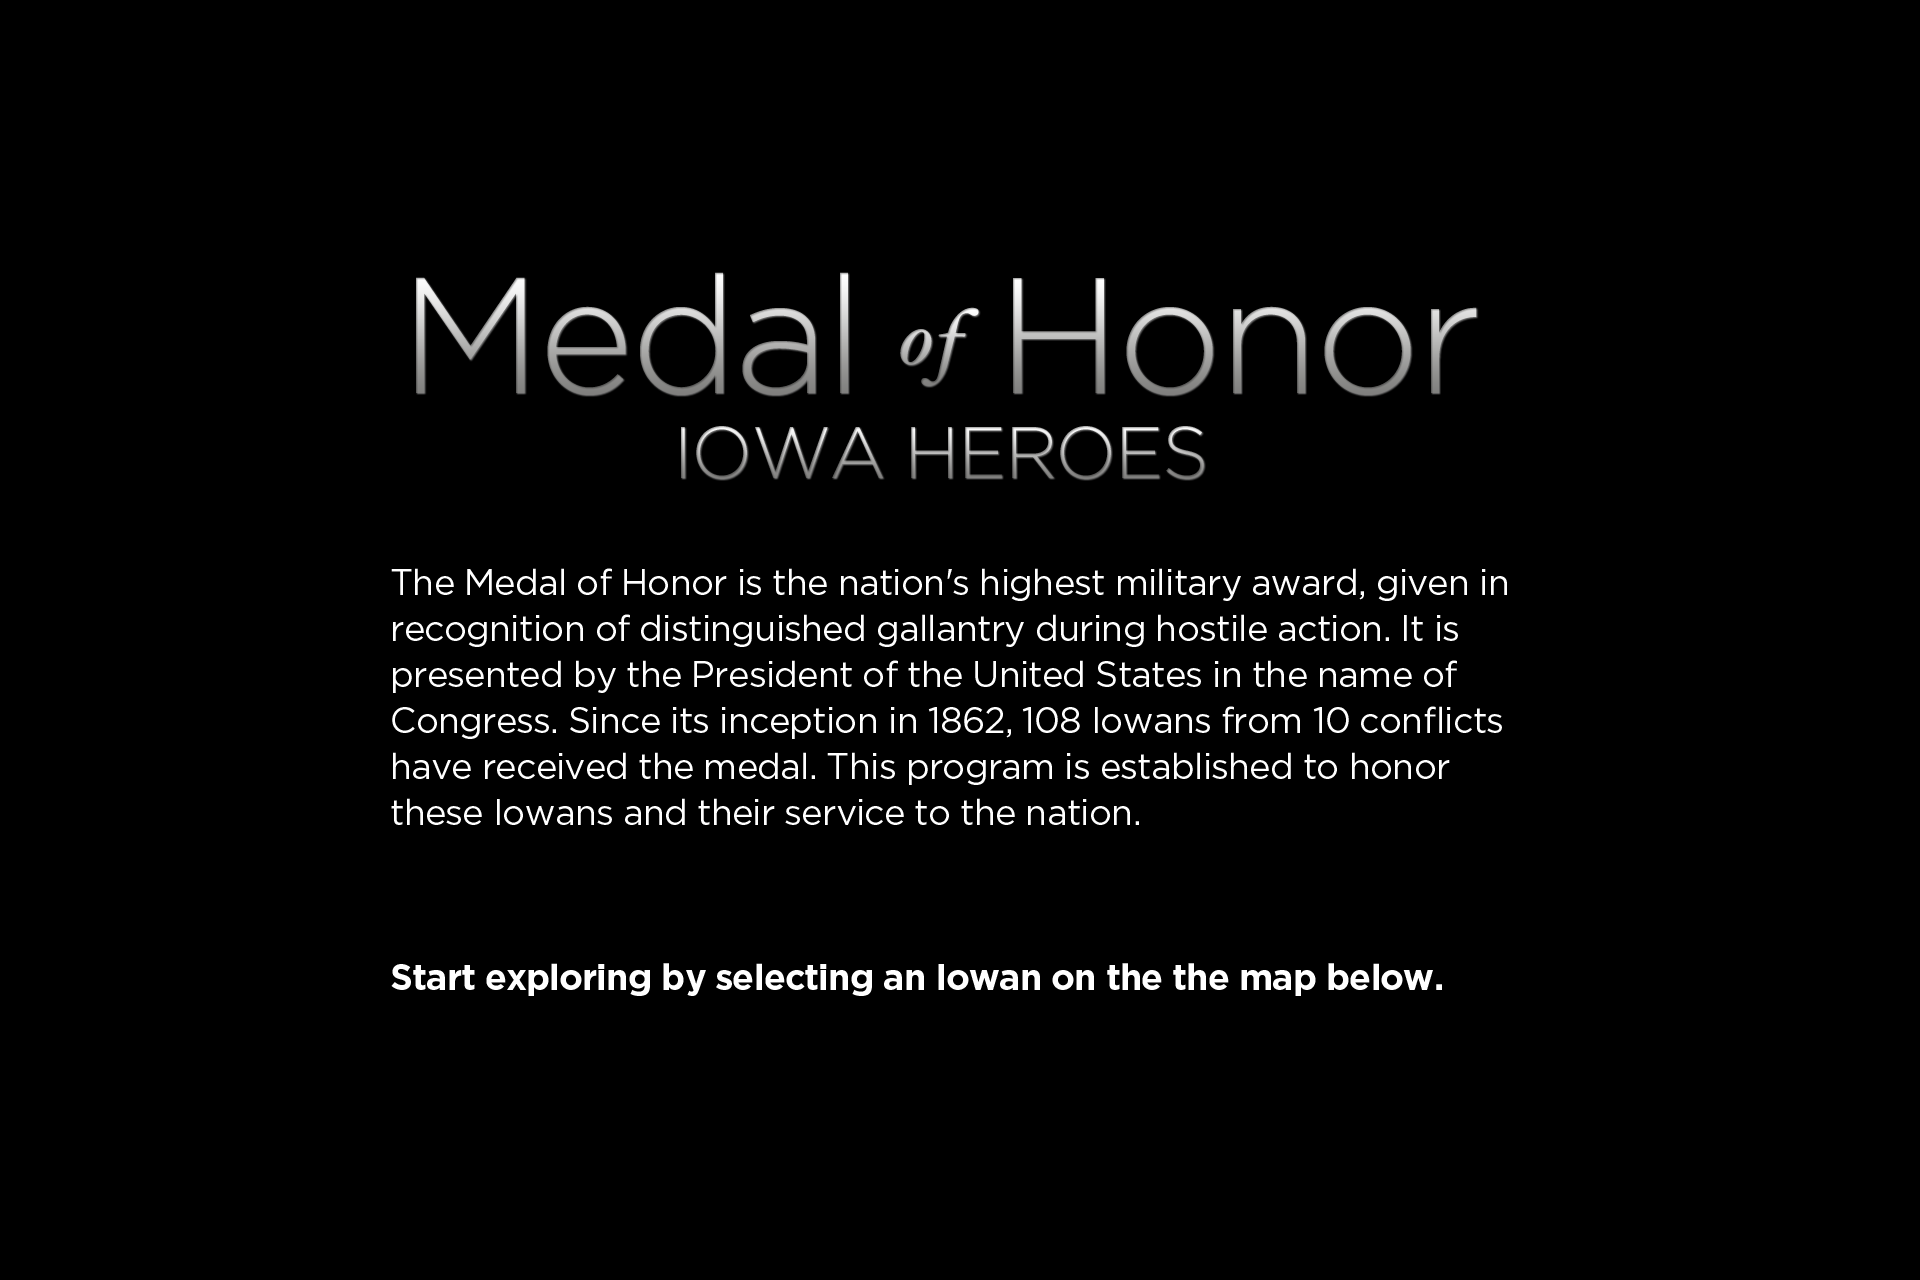 Medal of Honor
IOWA HEROES
The Medal of Honor is the nation's highest military award, given in
recognition of distinguished gallantry during hostile action. It is
presented by the President of the United States in the name of
Congress. Since its inception in 1862, 108 Iowans from 10 conflicts
have received the medal. This program is established to honor
these Iowans and their service to the nation.
Start exploring by selecting an Iowan on the the map below.